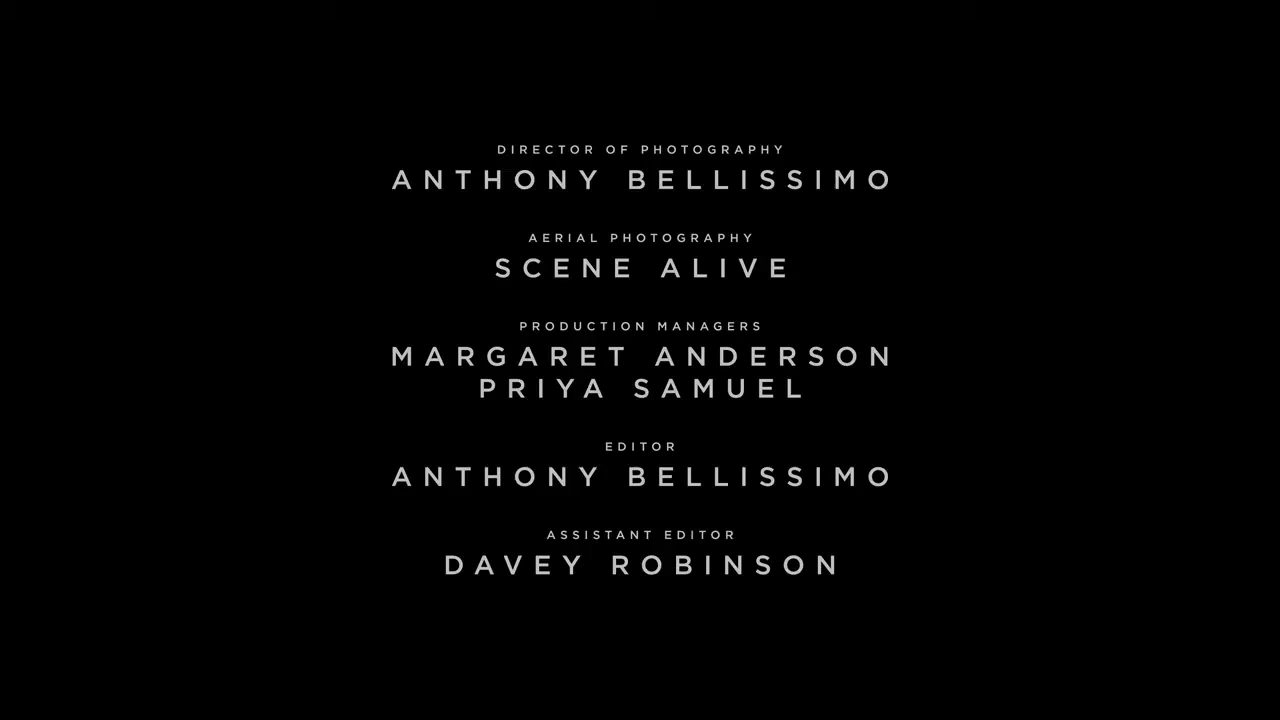 DIRECTOR OF PHOTOGRAPHY
ANTHONY BELLISSIMO
AERIAL PHOTOGRAPHY
SCENE ALIVE
PRODUCTION MANAGERS
MARGARET ANDERSON
PRIYA SAMUEL
EDITOR
ANTHONY BELLISSIMO
ASSISTANT EDITOR
DAVEY ROBINSON